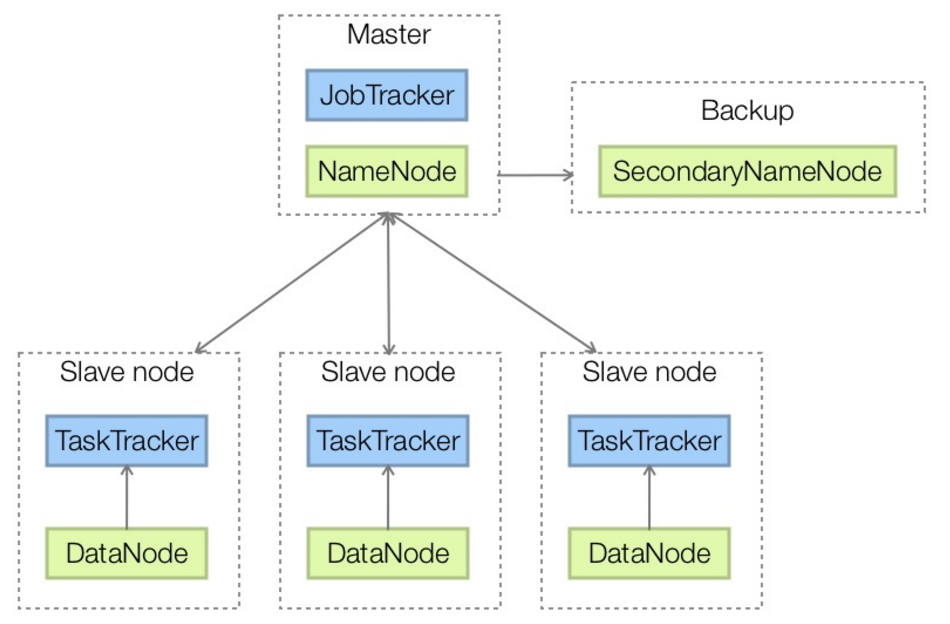 Master
JobTracker
NameNode
Backup
SecondaryNameNode
Slave node
TaskTracker
DataNode
Slave node
TaskTracker
DataNode
Slave node
TaskTracker
DataNode